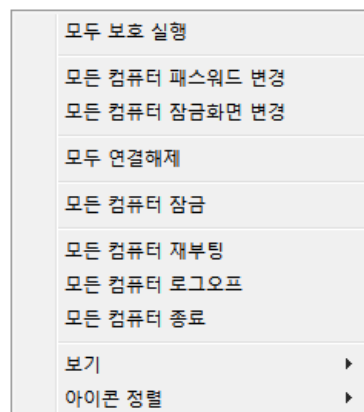 모두 보호 실행
모든 컴퓨터 패스워드 변경
모든 컴퓨터 잠금화면 변경
모두 연결해제
모든 컴퓨터 잠금
모든 컴퓨터 재부팅
모든 컴퓨터 로그오프
모든 컴퓨터 종료
보기
아이콘 정렬